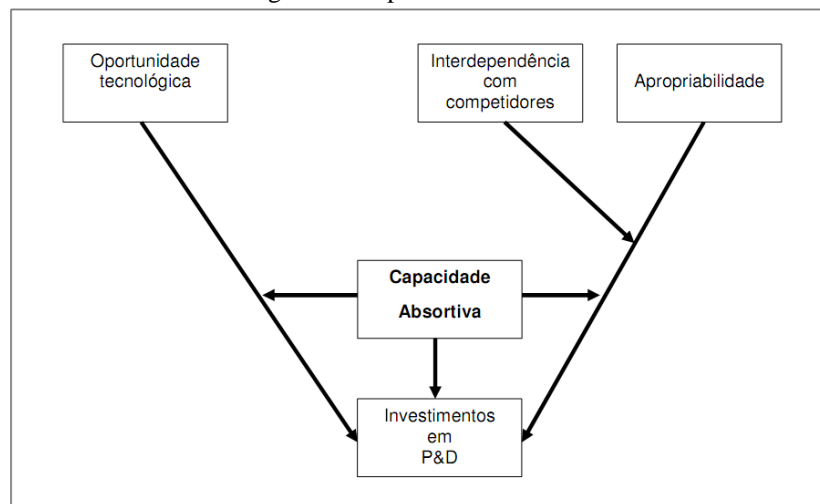 Oportunidade
tecnológica
Interdependência
com
competidores
Apropriabilidade
Capacidade
Absortiva
Investimentos
em
P&D